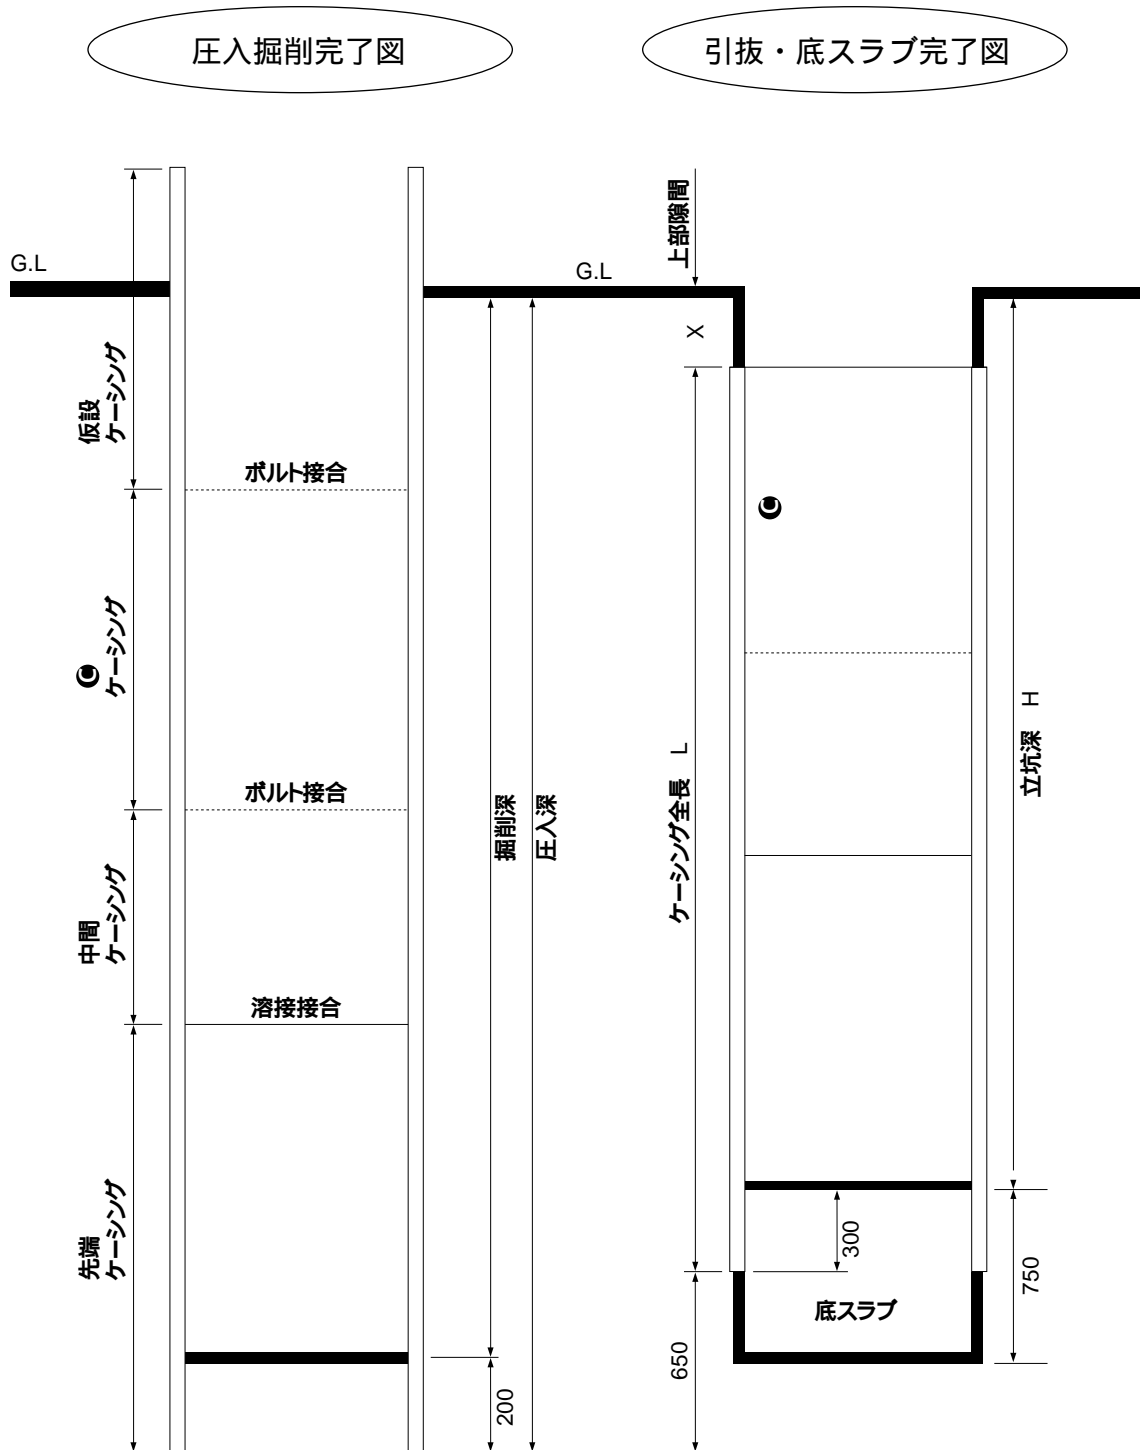 圧入掘削完了図
引抜・底スラブ完了図
G.L
仮設
ケーシング
ボルト接合
C
ケーシング
ボルト接合
中間
ケーシング
溶接接合
先端
ケーシング
掘削深
圧入深
200
上部隙間
G.L
X
C
ケーシング全長 L
立坑深 H
300
750
底スラブ
650